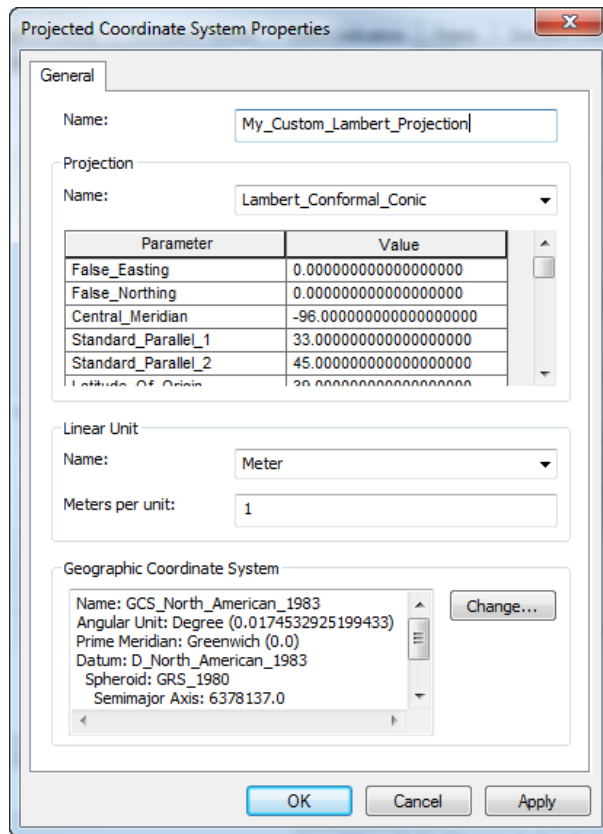 Projected Coordinate System Properties
General
Name: My_Custom_Lambert_Projection
Projection
Name: Lambert_Conformal_Conic
Parameter Value
False_Easting 0.000000000000000000
False_Northing 0.000000000000000000
Central_Meridian -96.000000000000000000
Standard_Parallel_1 33.000000000000000000
Standard_Parallel_2 45.000000000000000000
Latitude_Of_Origin 39.000000000000000000
Linear Unit
Name: Meter
Meters per unit: 1
Geographic Coordinate System
Name: GCS_North_American_1983
Angular Unit: Degree (0.0174532925199433)
Prime Meridian: Greenwich (0.0)
Datum: D_North_American_1983
Spheroid: GRS_1980
Semimajor Axis: 6378137.0
Change...
OK Cancel Apply